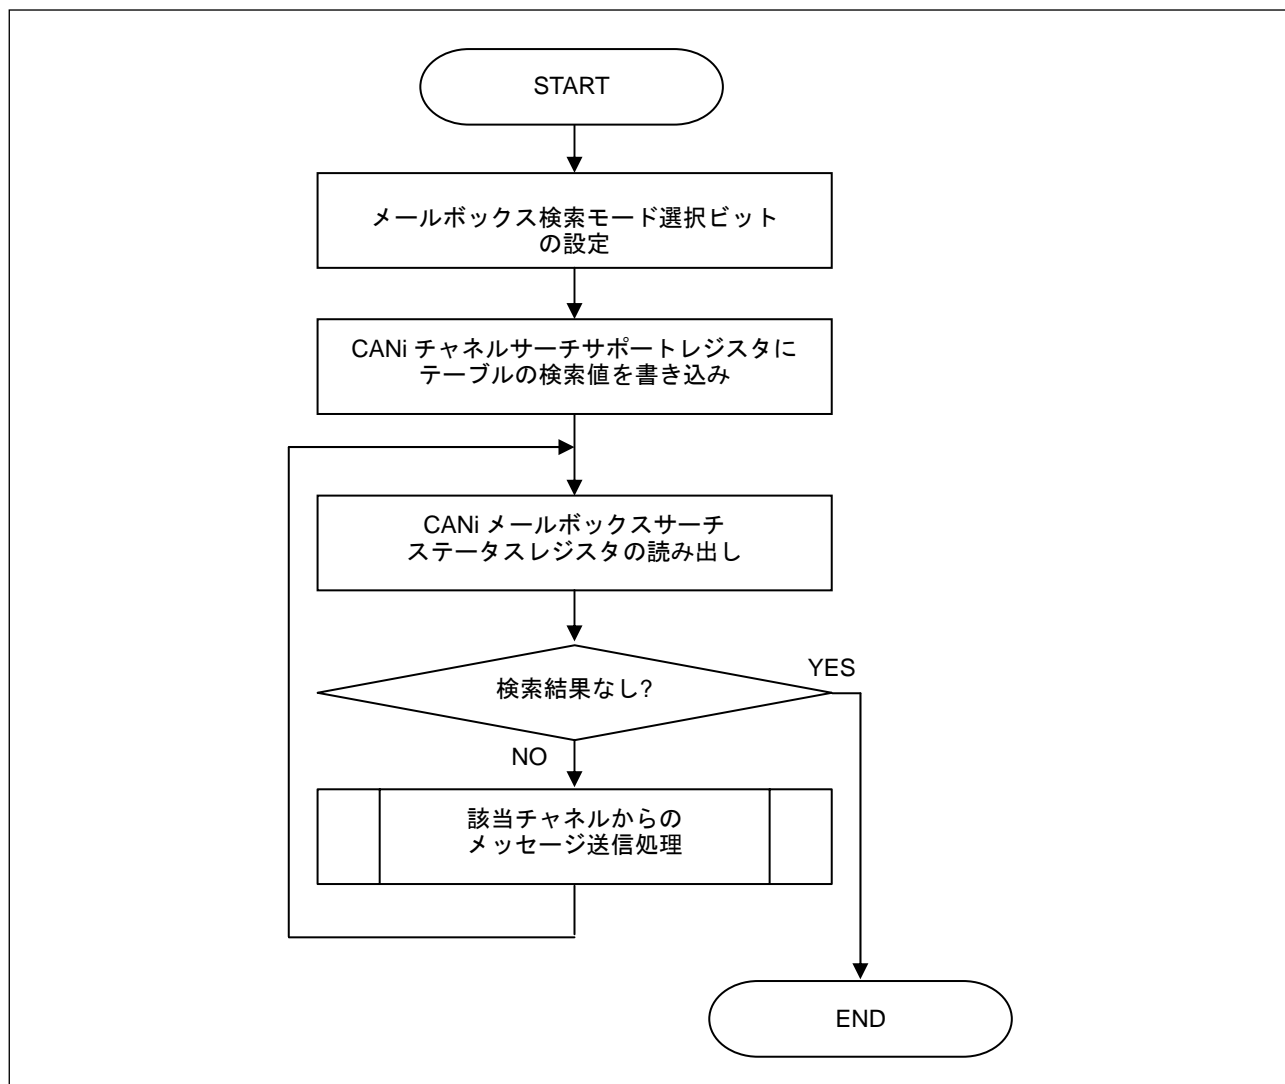 START
メールボックス検索モード選択ビット
の設定
CANi チャネルサーチサポートレジスタに
テーブルの検索値を書き込み
CANi メールボックスサーチ
ステータスレジスタの読み出し
検索結果なし?
YES
NO
該当チャネルからの
メッセージ送信処理
END